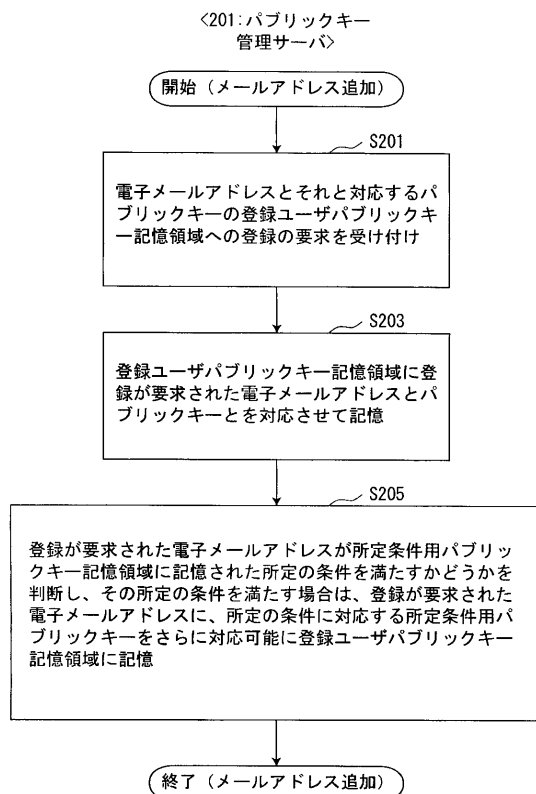 <201:パブリックキー
管理サーバ>
開始（メールアドレス追加）
S201
電子メールアドレスとそれと対応するパ
ブリックキーの登録ユーザパブリックキ
ー記憶領域への登録の要求を受け付け
S203
登録ユーザパブリックキー記憶領域に登
録が要求された電子メールアドレスとパ
ブリックキーとを対応させて記憶
S205
登録が要求された電子メールアドレスが所定条件用パブリッ
クキー記憶領域に記憶された所定の条件を満たすかどうかを
判断し、その所定の条件を満たす場合は、登録が要求された
電子メールアドレスに、所定の条件に対応する所定条件用パ
ブリックキーをさらに対応可能に登録ユーザパブリックキー
記憶領域に記憶
終了（メールアドレス追加）